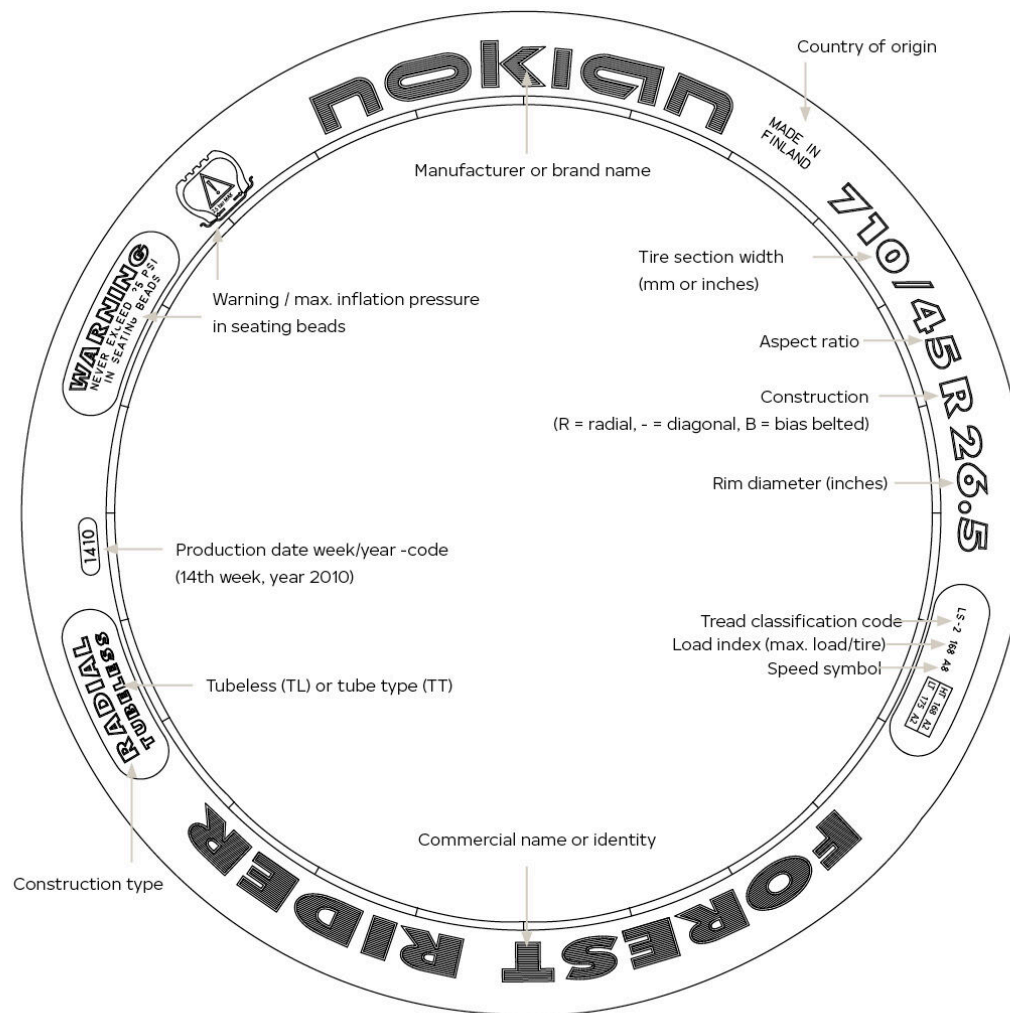 nokian
Country of origin
MADE IN
FINLAND
Manufacturer or brand name
710/45 R 26.5
Tire section width
(mm or inches)
Warning / max. inflation pressure
in seating beads
WARNING
NEVER EXCEED 35 PSI
IN SEATING BEADS
Aspect ratio
Construction
(R = radial, - = diagonal, B = bias belted)
Rim diameter (inches)
1410
Production date week/year -code
(14th week, year 2010)
Tread classification code
Load index (max. load/tire)
Speed symbol
LS-2 168 A8
HT 168 A2
LT 175 A2
RADIAL
TUBELESS
Tubeless (TL) or tube type (TT)
Commercial name or identity
Construction type
FOREST RIDER